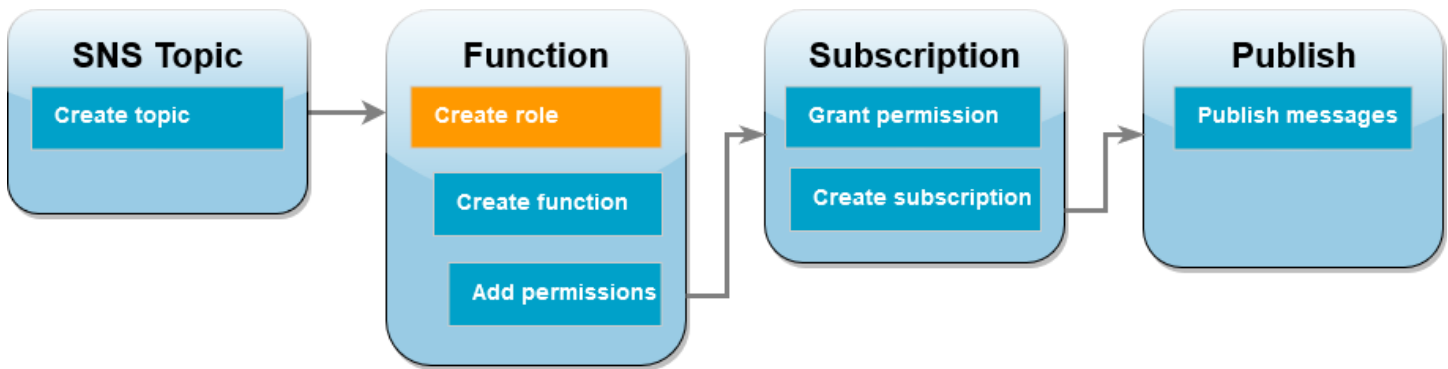 SNS Topic
Create topic
Function
Create role
Create function
Add permissions
Subscription
Grant permission
Create subscription
Publish
Publish messages